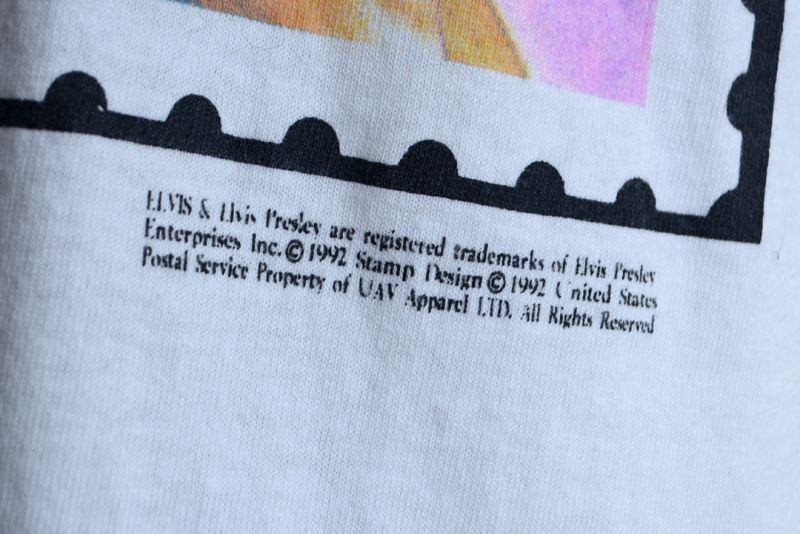 ELVIS & Elvis Presley are registered trademarks of Elvis Presley
Enterprises Inc. © 1992 Stamp Design © 1992 United States
Postal Service Property of UAV Apparel LTD. All Rights Reserved